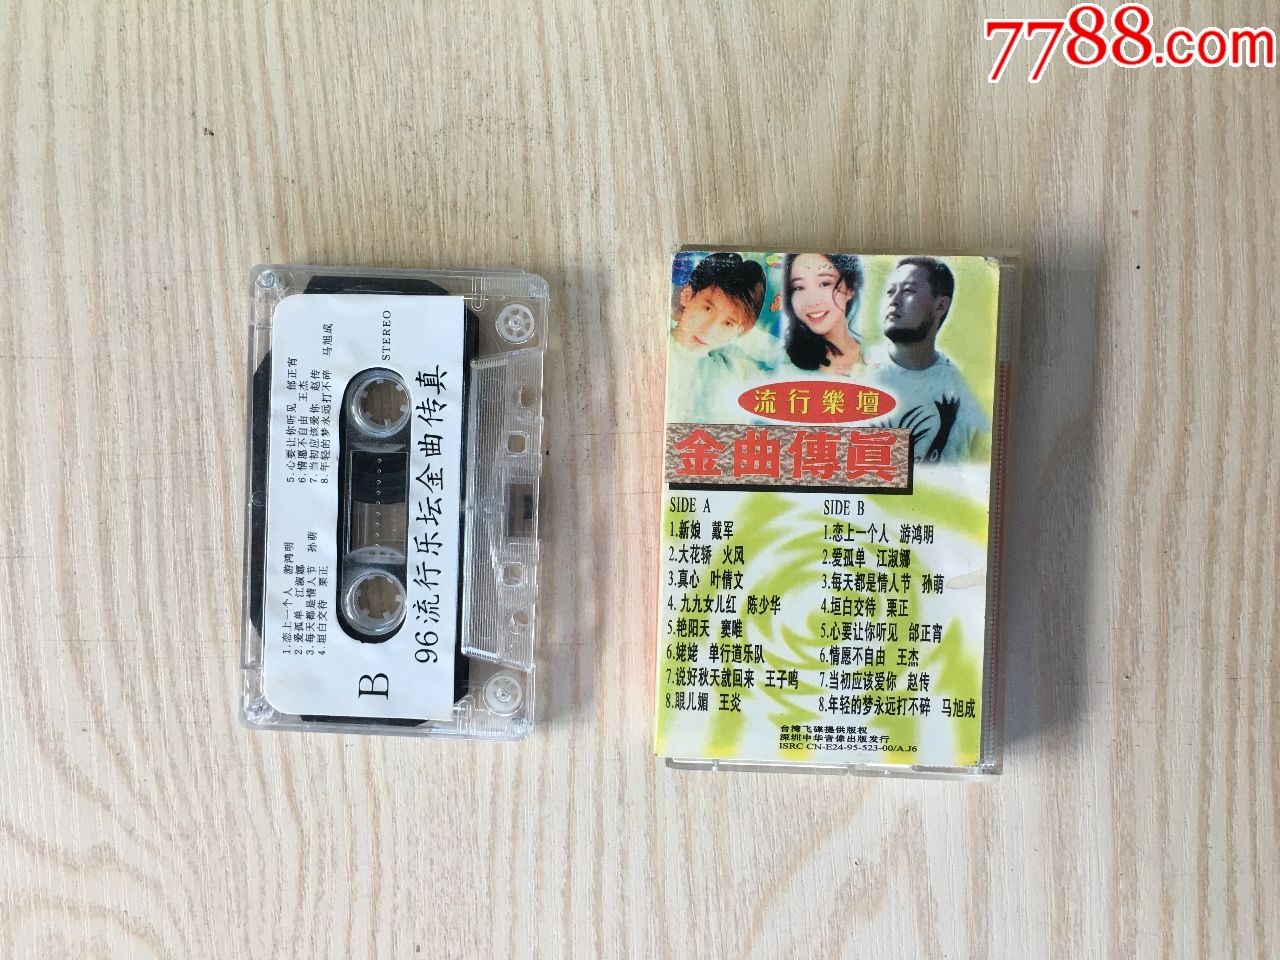 7788.com
流行樂壇
金曲傳眞
SIDE A
1.新娘 戴军
2.大花轿 火风
3.真心 叶倩文
4.九九女儿红 陈少华
5.艳阳天 窦唯
6.姥姥 单行道乐队
7.说好秋天就回来 王子鸣
8.眼儿媚 王炎
SIDE B
1.恋上一个人 游鸿明
2.爱孤单 江淑娜
3.每天都是情人节 孙萌
4.垣白交待 栗正
5.心要让你听见 邰正宵
6.情愿不自由 王杰
7.当初应该爱你 赵传
8.年轻的梦永远打不碎 马旭成
台湾飞碟提供版权
深圳中华音像出版发行
ISRC CN-E24-95-523-00/A.J6
1.恋上一个人 游鸿明
2.爱孤单 江淑娜
3.每天都是情人节 孙萌
4.垣白交待 栗正
5.心要让你听见 邰正宵
6.情愿不自由 王杰
7.当初应该爱你 赵传
8.年轻的梦永远打不碎 马旭成
B
STEREO
96流行乐坛金曲传真